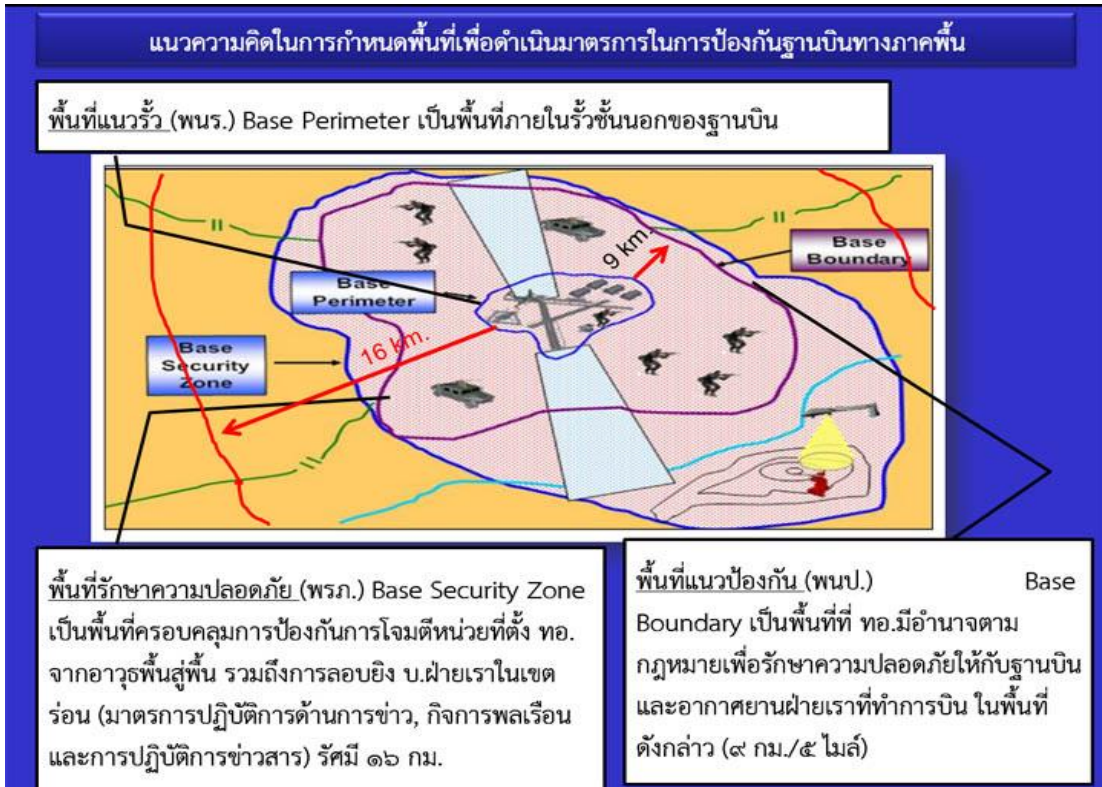 แนวความคิดในการกำหนดพื้นที่เพื่อดำเนินมาตรการในการป้องกันฐานบินทางภาคพื้น
พื้นที่แนวรั้ว (พนร.) Base Perimeter เป็นพื้นที่ภายในรั้วชั้นนอกของฐานบิน
II
II
9 km.
Base
Boundary
Base
Perimeter
16 km.
Base
Security
Zone
II
พื้นที่รักษาความปลอดภัย (พรภ.) Base Security Zone
เป็นพื้นที่ครอบคลุมการป้องกันการโจมตีหน่วยที่ตั้ง ทอ.
จากอาวุธพื้นสู่พื้น รวมถึงการลอบยิง บ.ฝ่ายเราในเขต
ร่อน (มาตรการปฏิบัติการด้านการข่าว, กิจการพลเรือน
และการปฏิบัติการข่าวสาร) รัศมี ๑๖ กม.
พื้นที่แนวป้องกัน (พนป.) Base
Boundary เป็นพื้นที่ที่ ทอ.มีอำนาจตาม
กฎหมายเพื่อรักษาความปลอดภัยให้กับฐานบิน
และอากาศยานฝ่ายเราที่ทำการบิน ในพื้นที่
ดังกล่าว (๙ กม./๕ ไมล์)